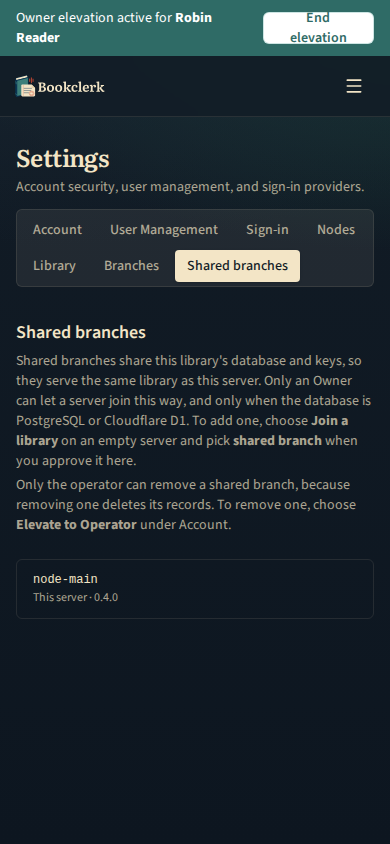 Owner elevation active for Robin
Reader
End
elevation
Bookclerk
Settings
Account security, user management, and sign-in providers.
Account User Management Sign-in Nodes
Library Branches Shared branches
Shared branches
Shared branches share this library's database and keys, so
they serve the same library as this server. Only an Owner
can let a server join this way, and only when the database is
PostgreSQL or Cloudflare D1. To add one, choose Join a
library on an empty server and pick shared branch when
you approve it here.
Only the operator can remove a shared branch, because
removing one deletes its records. To remove one, choose
Elevate to Operator under Account.
node-main
This server · 0.4.0